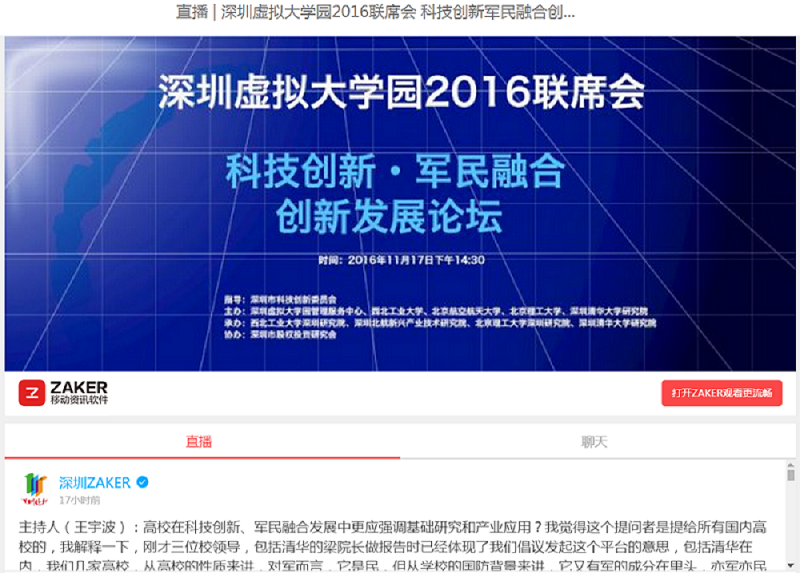 直播 | 深圳虚拟大学园2016联席会 科技创新军民融合创...
深圳虚拟大学园2016联席会
科技创新·军民融合
创新发展论坛
时间：2016年11月17日下午14:30
指导：深圳市科技创新委员会
主办：深圳虚拟大学园管理服务中心、西北工业大学、北京航空航天大学、北京理工大学、深圳清华大学研究院
承办：西北工业大学深圳研究院、深圳北航新兴产业技术研究院、北京理工大学深圳研究院、深圳清华大学研究院
协办：深圳市股权投资研究会
ZAKER
移动资讯软件
打开ZAKER观看更流畅
直播
聊天
深圳ZAKER
17小时前
主持人（王宇波）：高校在科技创新、军民融合发展中更应强调基础研究和产业应用？我觉得这个提问者是提给所有国内高
校的，我解释一下，刚才三位校领导，包括清华的梁院长做报告时已经体现了我们倡议发起这个平台的意思，包括清华在
内，我们几家高校，从高校的性质来讲，对军而言，它是民，但从学校的国防背景来讲，它又有军的成分在里头，亦军亦民